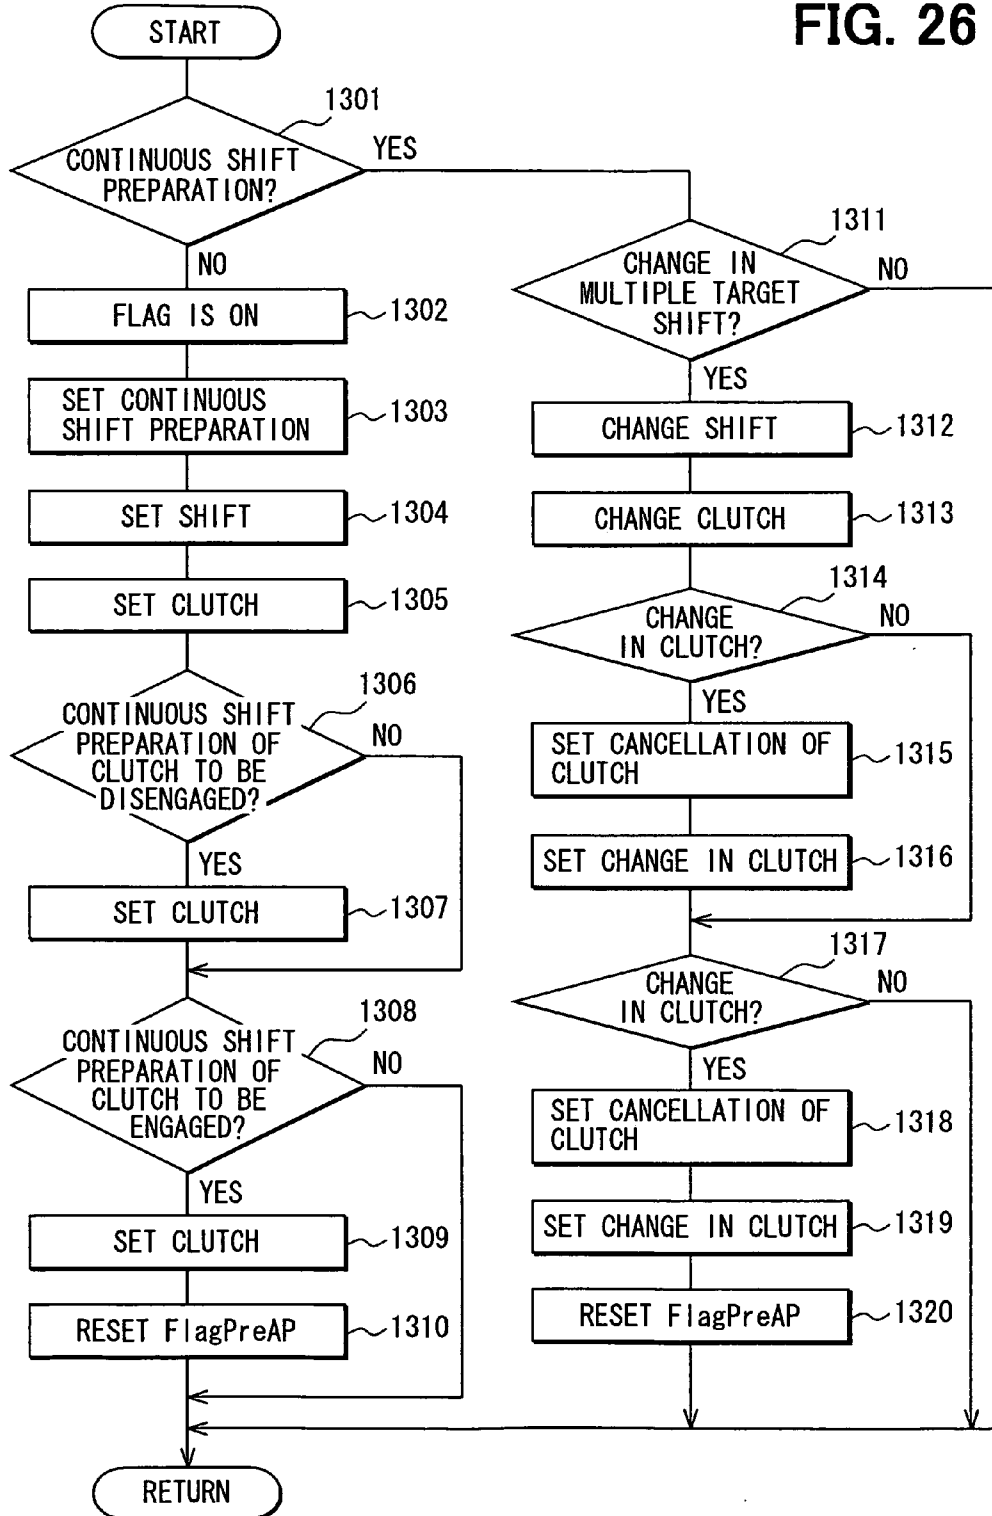 FIG. 26
START
1301
CONTINUOUS SHIFT
PREPARATION?
YES
NO
FLAG IS ON
1302
SET CONTINUOUS
SHIFT PREPARATION
1303
SET SHIFT
1304
SET CLUTCH
1305
1306
CONTINUOUS SHIFT
PREPARATION OF
CLUTCH TO BE
DISENGAGED?
NO
YES
SET CLUTCH
1307
1308
CONTINUOUS SHIFT
PREPARATION OF
CLUTCH TO BE
ENGAGED?
NO
YES
SET CLUTCH
1309
RESET FlagPreAP
1310
RETURN
1311
CHANGE IN
MULTIPLE TARGET
SHIFT?
NO
YES
CHANGE SHIFT
1312
CHANGE CLUTCH
1313
1314
CHANGE
IN CLUTCH?
NO
YES
SET CANCELLATION OF
CLUTCH
1315
SET CHANGE IN CLUTCH
1316
1317
CHANGE
IN CLUTCH?
NO
YES
SET CANCELLATION OF
CLUTCH
1318
SET CHANGE IN CLUTCH
1319
RESET FlagPreAP
1320